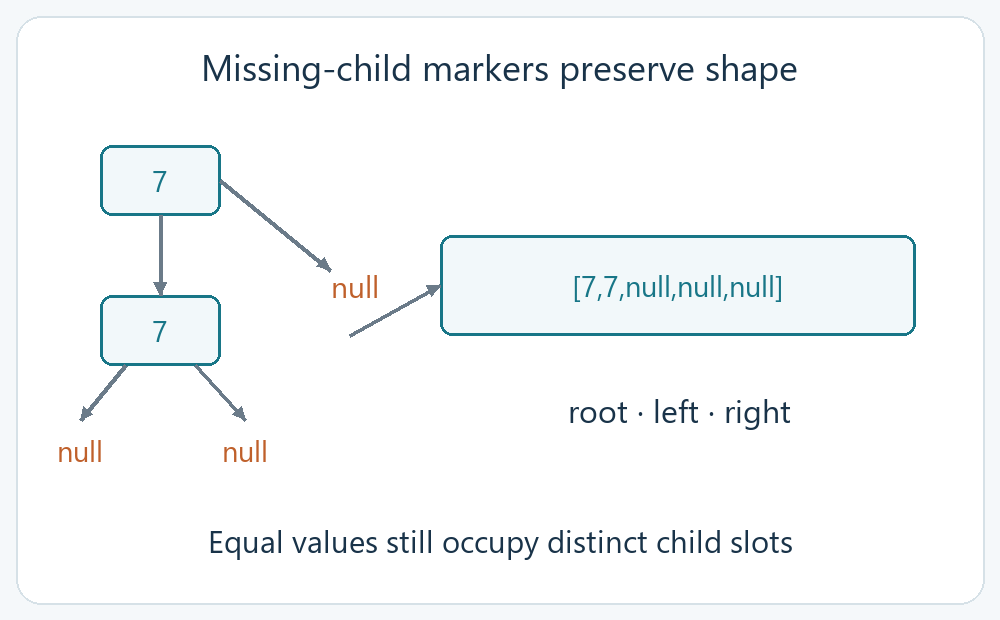 Missing-child markers preserve shape
7
null
[7,7,null,null,null]
7
root · left · right
null
null
Equal values still occupy distinct child slots